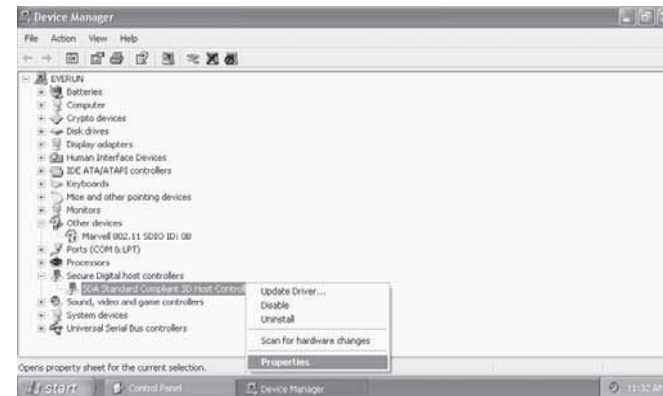 Device Manager
File Action View Help
EVERUN
Batteries
Computer
Crypto devices
Disk drives
Display adapters
Human Interface Devices
IDE ATA/ATAPI controllers
Keyboards
Mice and other pointing devices
Monitors
Other devices
Marvell 802.11 SDIO ID: 0B
Ports (COM & LPT)
Processors
Secure Digital host controllers
SDA Standard Compliant SD Host Control
Sound, video and game controllers
System devices
Universal Serial Bus controllers
Update Driver...
Disable
Uninstall
Scan for hardware changes
Properties
Opens property sheet for the current selection.
start Control Panel Device Manager 11:32 AM